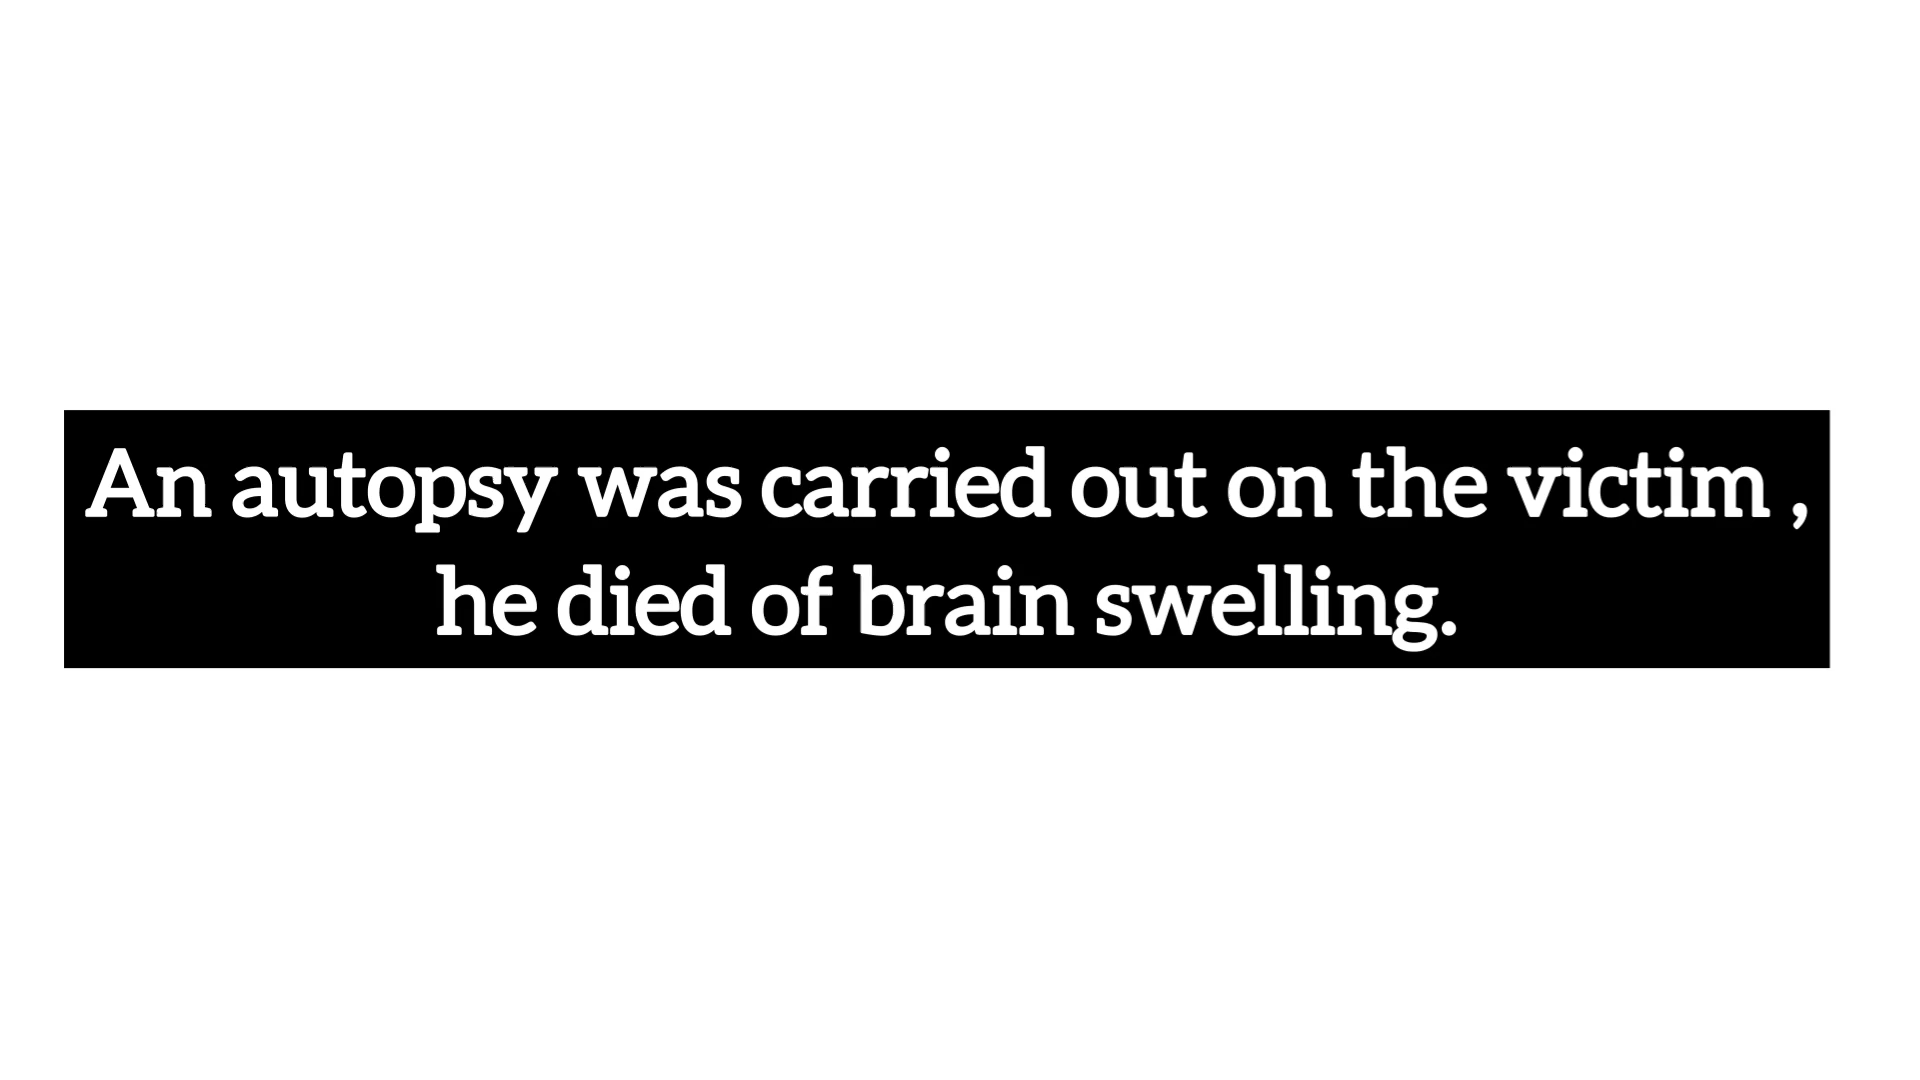 An autopsy was carried out on the victim ,
he died of brain swelling.